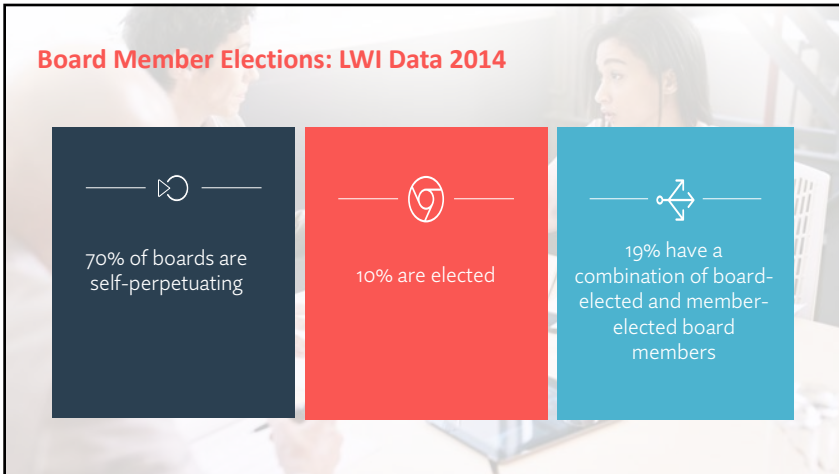 Board Member Elections: LWI Data 2014
70% of boards are
self-perpetuating
10% are elected
19% have a
combination of board-
elected and member-
elected board
members